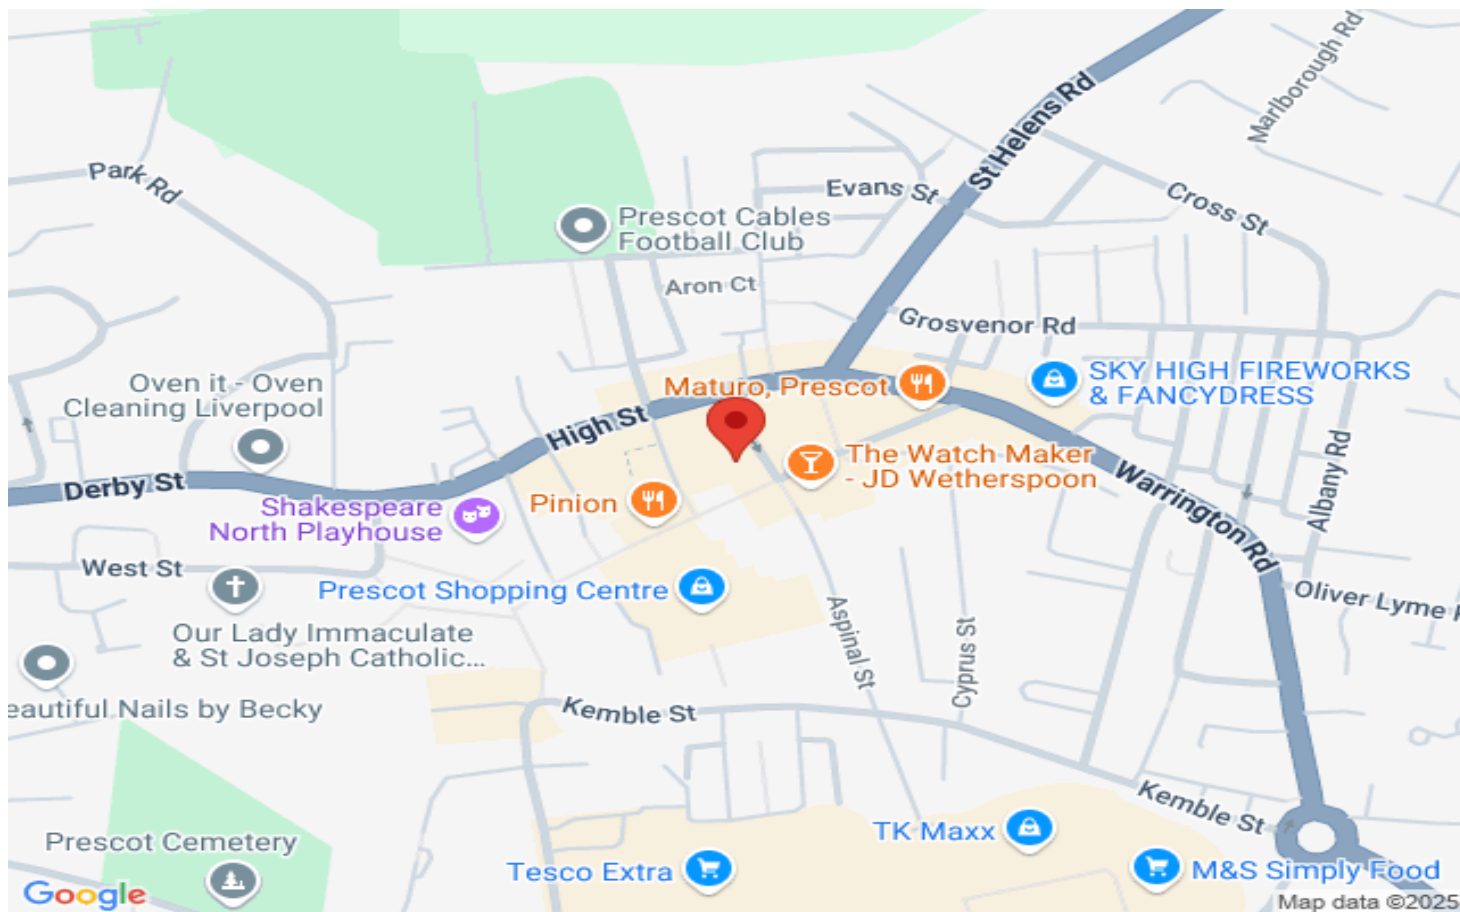 Marlborough Rd
St Helens Rd
Park Rd
Evans St
Cross St
Prescot Cables
Football Club
Aron Ct
Grosvenor Rd
Oven it - Oven
Cleaning Liverpool
Maturo, Prescot
SKY HIGH FIREWORKS
& FANCYDRESS
High St
The Watch Maker
- JD Wetherspoon
Albany Rd
Derby St
Shakespeare
North Playhouse
Pinion
Warrington Rd
West St
Prescot Shopping Centre
Oliver Lyme
Our Lady Immaculate
& St Joseph Catholic...
Aspinal St
Cyprus St
eautiful Nails by Becky
Kemble St
Kemble St
Prescot Cemetery
TK Maxx
Tesco Extra
M&S Simply Food
Google
Map data ©2025